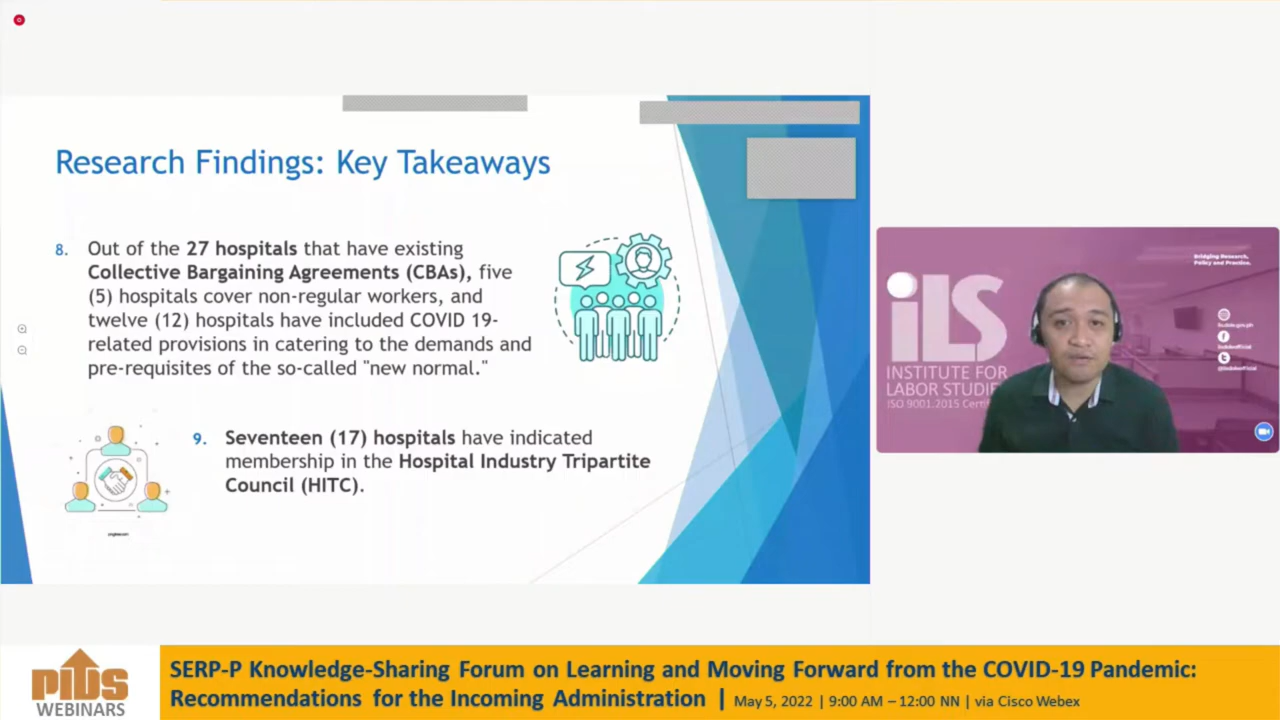 Research Findings: Key Takeaways
8. Out of the 27 hospitals that have existing
Collective Bargaining Agreements (CBAs), five
(5) hospitals cover non-regular workers, and
twelve (12) hospitals have included COVID 19-
related provisions in catering to the demands and
pre-requisites of the so-called "new normal."
9. Seventeen (17) hospitals have indicated
membership in the Hospital Industry Tripartite
Council (HITC).
Bridging Research,
Policy and Practice.
iLS
INSTITUTE FOR
LABOR STUDIE
ISO 9001:2015 Certif
PIDS
WEBINARS
SERP-P Knowledge-Sharing Forum on Learning and Moving Forward from the COVID-19 Pandemic:
Recommendations for the Incoming Administration | May 5, 2022 | 9:00 AM – 12:00 NN | via Cisco Webex